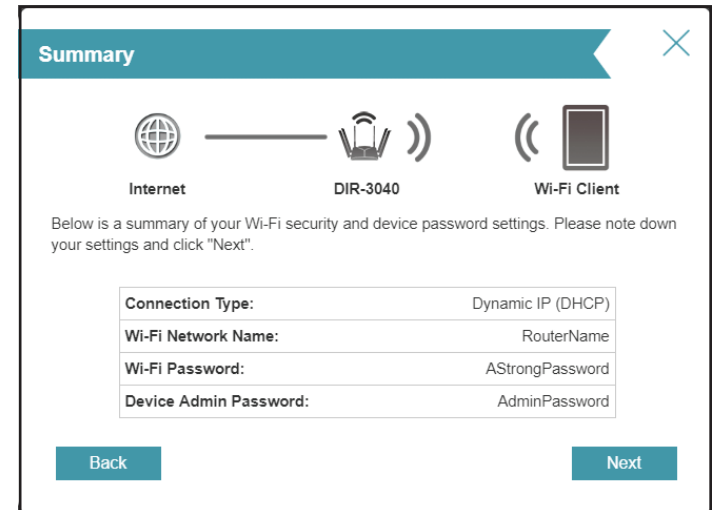 Summary
Internet
DIR-3040
Wi-Fi Client
Below is a summary of your Wi-Fi security and device password settings. Please note down
your settings and click "Next".
Connection Type: Dynamic IP (DHCP)
Wi-Fi Network Name: RouterName
Wi-Fi Password: AStrongPassword
Device Admin Password: AdminPassword
Back
Next